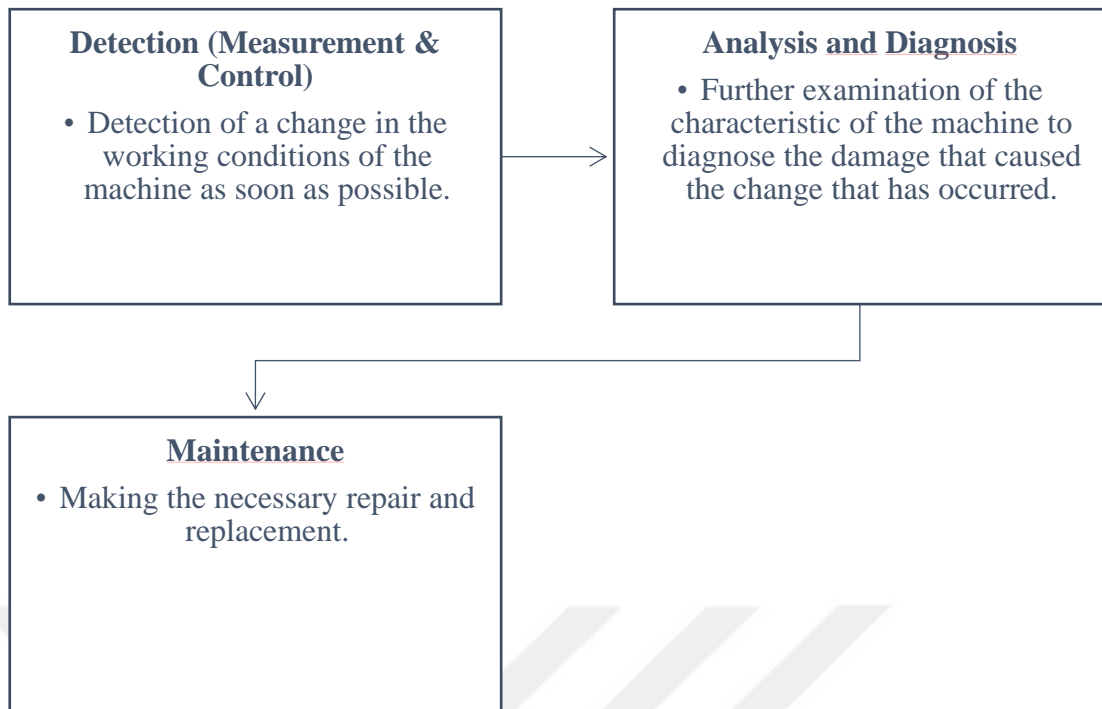 Detection (Measurement &
Control)
• Detection of a change in the
working conditions of the
machine as soon as possible.
Analysis and Diagnosis
• Further examination of the
characteristic of the machine to
diagnose the damage that caused
the change that has occurred.
Maintenance
• Making the necessary repair and
replacement.